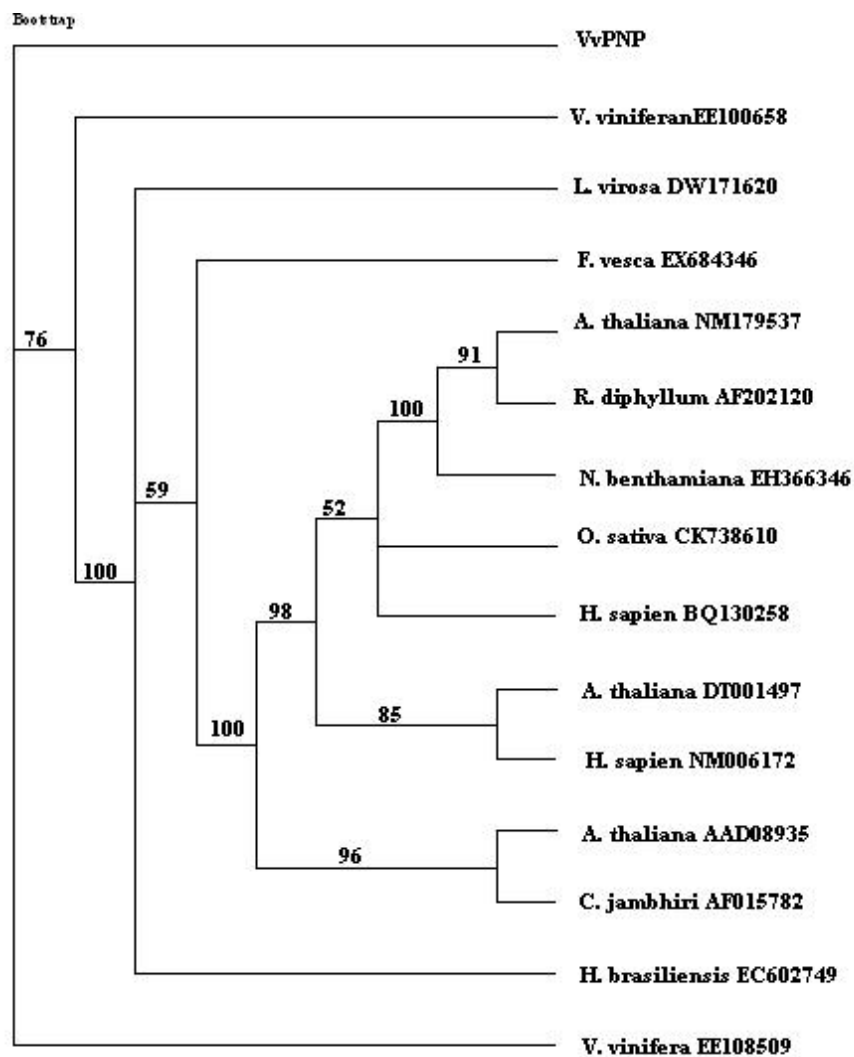 Bootstrap
VvPNP
V. viniferanEE100658
L. virosa DW171620
F. vesca EX684346
A. thaliana NM179537
76
91
R. diphyllum AF202120
100
N. benthamiana EH366346
59
52
O. sativa CK738610
100
98
H. sapien BQ130258
A. thaliana DT001497
85
100
H. sapien NM006172
A. thaliana AAD08935
96
C. jambhiri AF015782
H. brasiliensis EC602749
V. vinifera EE108509